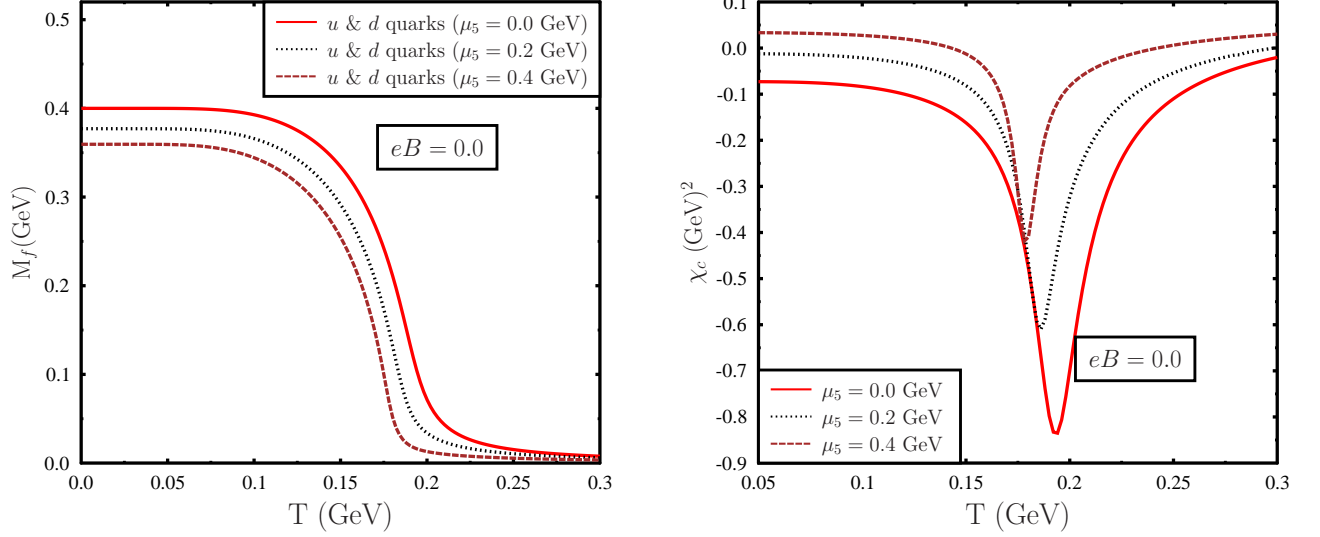 0.5
0.4
0.3
0.2
0.1
0.0
M_f(GeV)
u & d quarks (μ₅ = 0.0 GeV)
u & d quarks (μ₅ = 0.2 GeV)
u & d quarks (μ₅ = 0.4 GeV)
eB = 0.0
0.0 0.05 0.1 0.15 0.2 0.25 0.3
T (GeV)
0.1
0.0
-0.1
-0.2
-0.3
-0.4
-0.5
-0.6
-0.7
-0.8
-0.9
χ_c (GeV)²
eB = 0.0
μ₅ = 0.0 GeV
μ₅ = 0.2 GeV
μ₅ = 0.4 GeV
0.05 0.1 0.15 0.2 0.25 0.3
T (GeV)